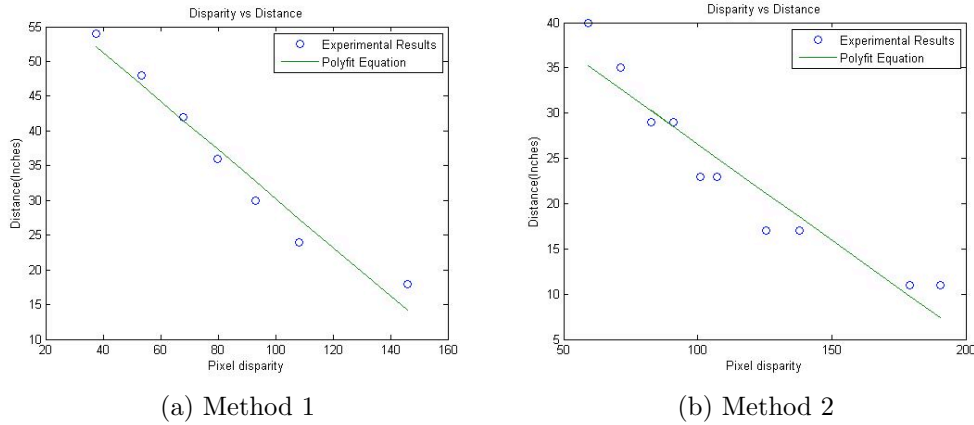 Disparity vs Distance
Experimental Results
Polyfit Equation
Distance(Inches)
55
50
45
40
35
30
25
20
15
10
20
40
60
80
100
120
140
160
Pixel disparity
(a) Method 1
Disparity vs Distance
Experimental Results
Polyfit Equation
Distance(Inches)
40
35
30
25
20
15
10
5
50
100
150
200
Pixel disparity
(b) Method 2